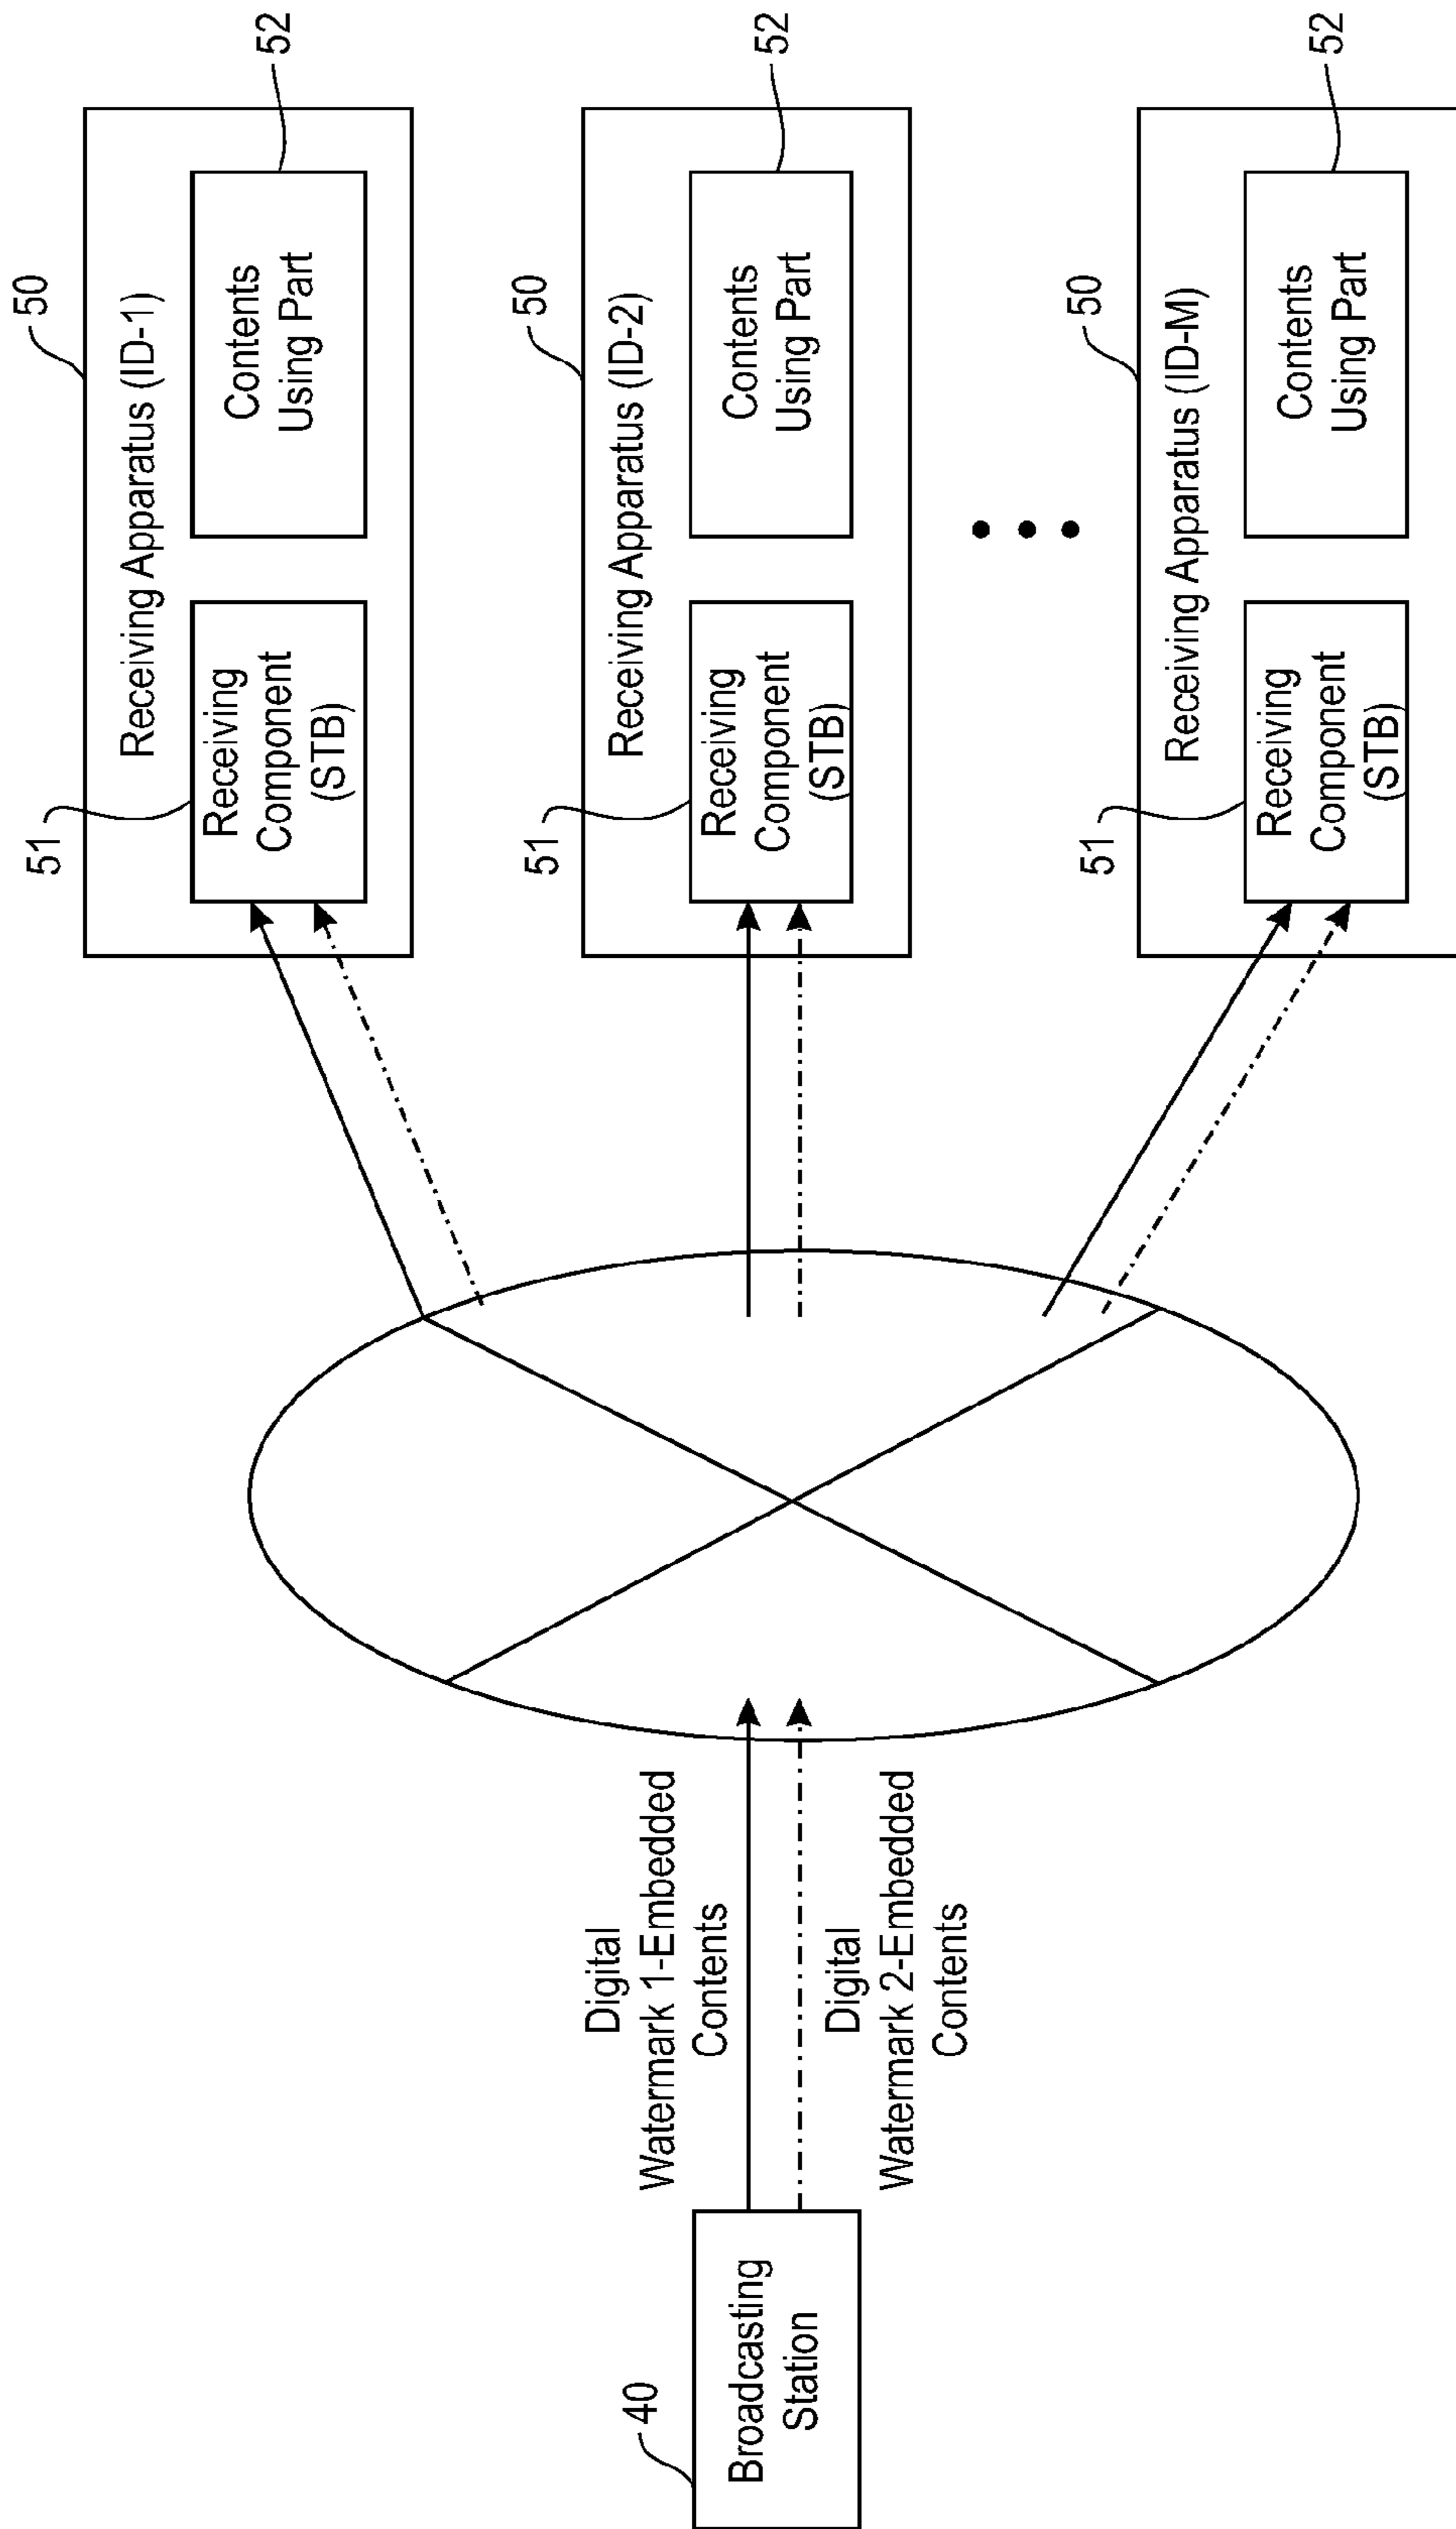 40
Broadcasting
Station
Digital
Watermark 1-Embedded
Contents
Digital
Watermark 2-Embedded
Contents
50
Receiving Apparatus (ID-1)
51
Receiving
Component
(STB)
52
Contents
Using Part
50
Receiving Apparatus (ID-2)
51
Receiving
Component
(STB)
52
Contents
Using Part
50
Receiving Apparatus (ID-M)
51
Receiving
Component
(STB)
52
Contents
Using Part